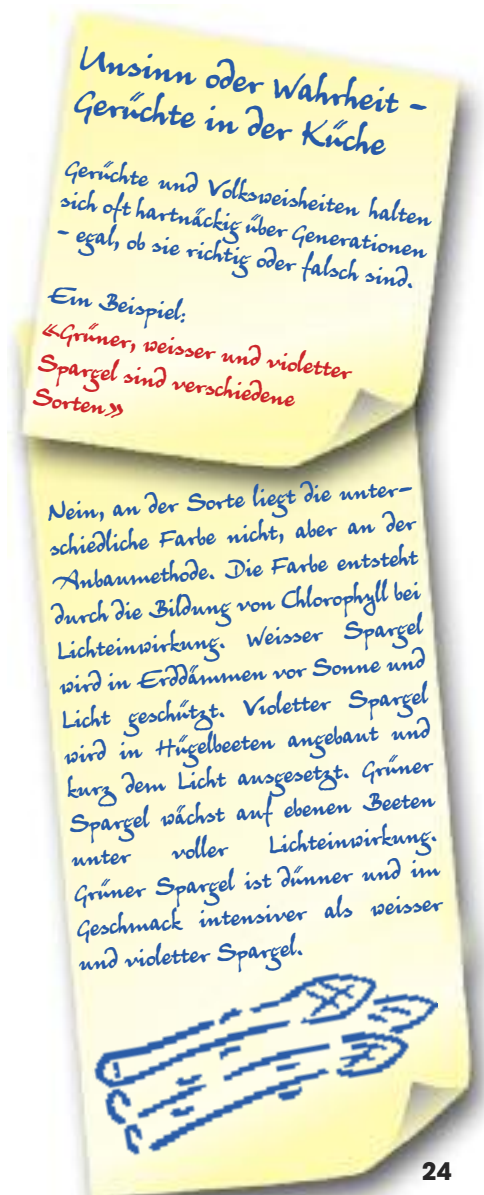 Unsinn oder Wahrheit –
Gerüchte in der Küche
Gerüchte und Volksweisheiten halten
sich oft hartnäckig über Generationen
– egal, ob sie richtig oder falsch sind.
Ein Beispiel:
«Grüner, weisser und violetter
Spargel sind verschiedene
Sorten»
Nein, an der Sorte liegt die unter-
schiedliche Farbe nicht, aber an der
Anbaumethode. Die Farbe entsteht
durch die Bildung von Chlorophyll bei
Lichteinwirkung. Weisser Spargel
wird in Erddämmen vor Sonne und
Licht geschützt. Violetter Spargel
wird in Hügelbeeten angebaut und
kurz dem Licht ausgesetzt. Grüner
Spargel wächst auf ebenen Beeten
unter voller Lichteinwirkung.
Grüner Spargel ist dünner und im
Geschmack intensiver als weisser
und violetter Spargel.
24